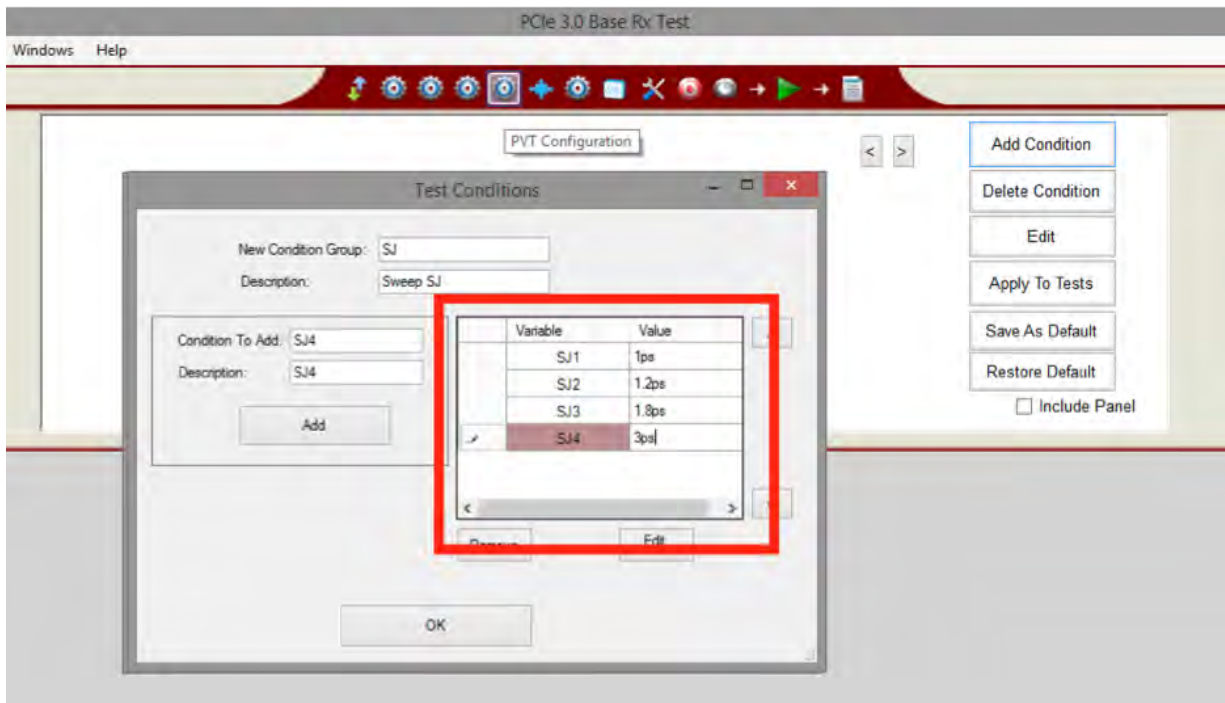 PCIe 3.0 Base Rx Test
Windows Help
PVT Configuration
< >
Add Condition
Delete Condition
Edit
Apply To Tests
Save As Default
Restore Default
Include Panel
Test Conditions
New Condition Group: SJ
Description: Sweep SJ
Condition To Add: SJ4
Description: SJ4
Add
Variable Value
SJ1 1ps
SJ2 1.2ps
SJ3 1.8ps
SJ4 3ps
< >
Edit
OK